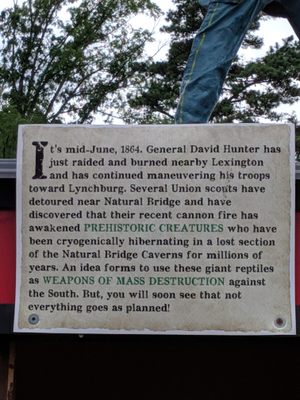 It's mid-June, 1864. General David Hunter has
just raided and burned nearby Lexington
and has continued maneuvering his troops
toward Lynchburg. Several Union scouts have
detoured near Natural Bridge and have
discovered that their recent cannon fire has
awakened PREHISTORIC CREATURES who have
been cryogenically hibernating in a lost section
of the Natural Bridge Caverns for millions of
years. An idea forms to use these giant reptiles
as WEAPONS OF MASS DESTRUCTION against
the South. But, you will soon see that not
everything goes as planned!